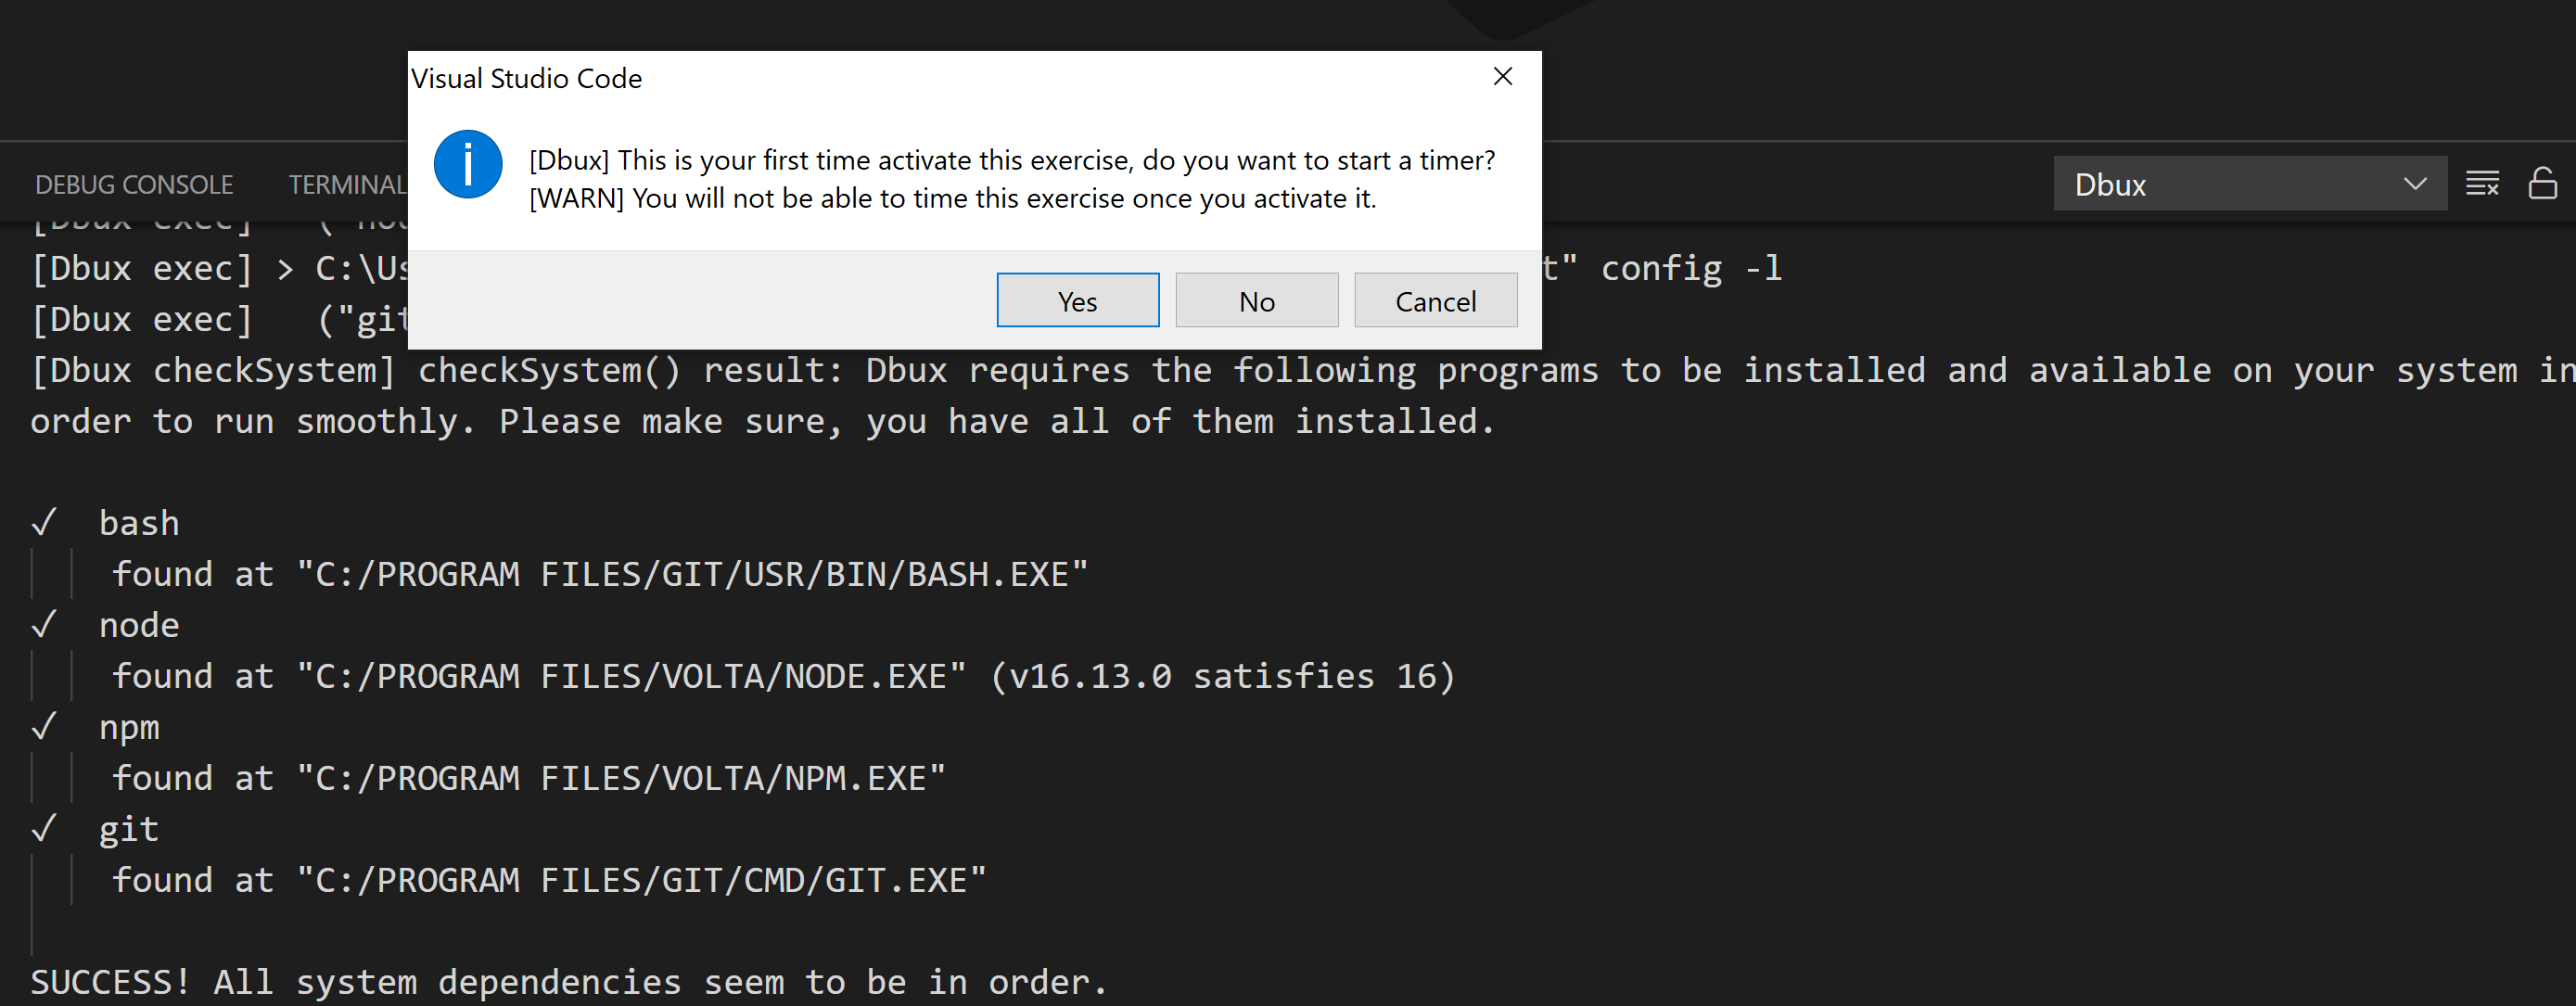 Visual Studio Code
[Dbux] This is your first time activate this exercise, do you want to start a timer?
[WARN] You will not be able to time this exercise once you activate it.
Yes No Cancel
DEBUG CONSOLE TERMINAL Dbux
[Dbux exec]
[Dbux exec] > C:\Us t" config -l
[Dbux exec] ("git
[Dbux checkSystem] checkSystem() result: Dbux requires the following programs to be installed and available on your system in
order to run smoothly. Please make sure, you have all of them installed.
✓ bash
found at "C:/PROGRAM FILES/GIT/USR/BIN/BASH.EXE"
✓ node
found at "C:/PROGRAM FILES/VOLTA/NODE.EXE" (v16.13.0 satisfies 16)
✓ npm
found at "C:/PROGRAM FILES/VOLTA/NPM.EXE"
✓ git
found at "C:/PROGRAM FILES/GIT/CMD/GIT.EXE"
SUCCESS! All system dependencies seem to be in order.